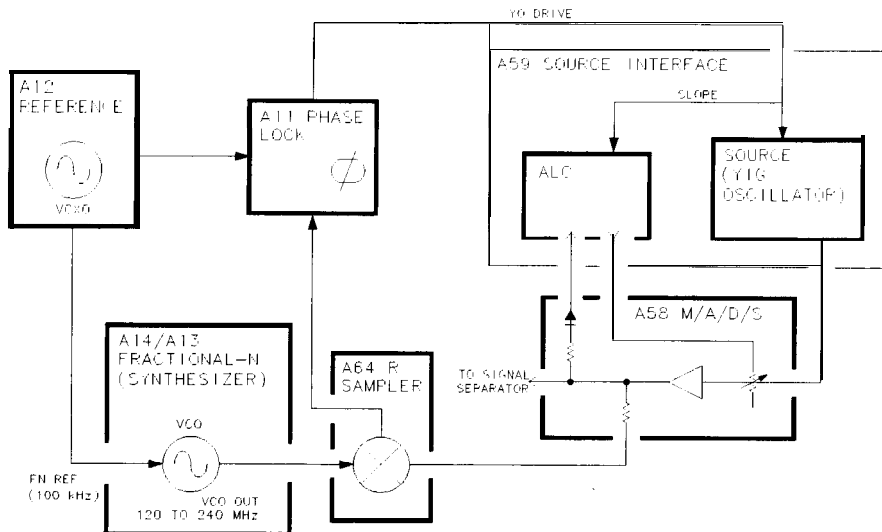 YO DRIVE
A59 SOURCE INTERFACE
SLOPE
A12
REFERENCE
VCXO
A11 PHASE
LOCK
ALC
SOURCE
(YIG
OSCILLATOR)
A58 M/A/D/S
TO SIGNAL
SEPARATOR
A14/A13
FRACTIONAL-N
(SYNTHESIZER)
VCO
A64 R
SAMPLER
FN REF
(100 kHz)
VCO OUT
120 TO 240 MHz